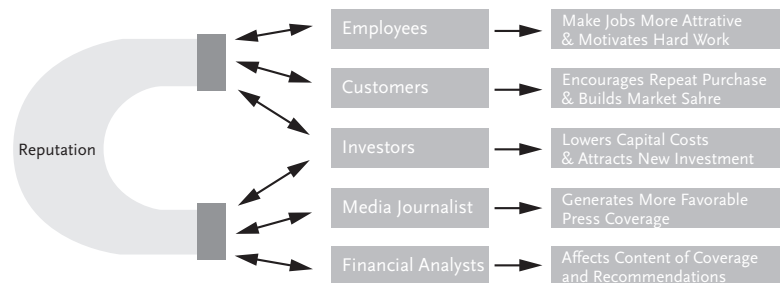 Reputation
Employees
Make Jobs More Attrative
& Motivates Hard Work
Customers
Encourages Repeat Purchase
& Builds Market Sahre
Investors
Lowers Capital Costs
& Attracts New Investment
Media Journalist
Generates More Favorable
Press Coverage
Financial Analysts
Affects Content of Coverage
and Recommendations